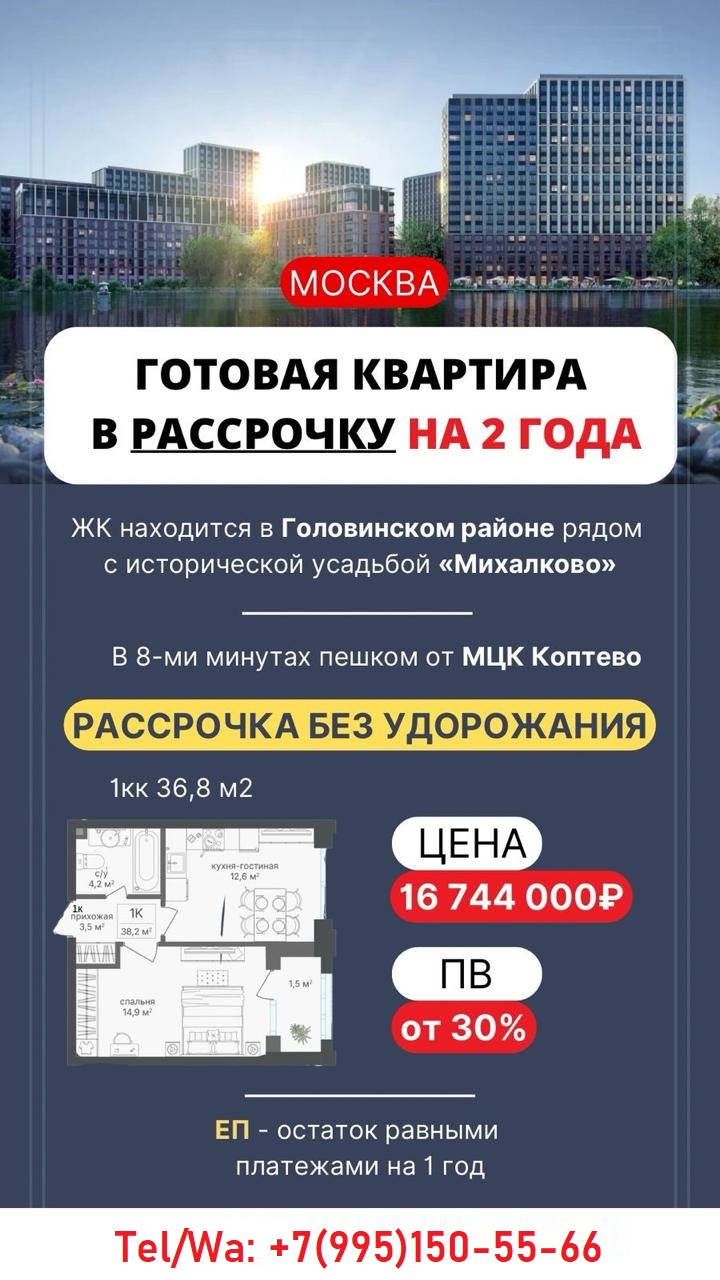 МОСКВА
ГОТОВАЯ КВАРТИРА
В РАССРОЧКУ НА 2 ГОДА
ЖК находится в Головинском районе рядом
с исторической усадьбой «Михалково»
В 8-ми минутах пешком от МЦК Коптево
РАССРОЧКА БЕЗ УДОРОЖАНИЯ
1кк 36,8 м2
с/у
4,2 м²
кухня-гостиная
12,6 м²
1к
прихожая
3,5 м²
1К
38,2 м²
спальня
14,9 м²
1,5 м²
ЦЕНА
16 744 000₽
ПВ
от 30%
ЕП - остаток равными
платежами на 1 год
Tel/Wa: +7(995)150-55-66